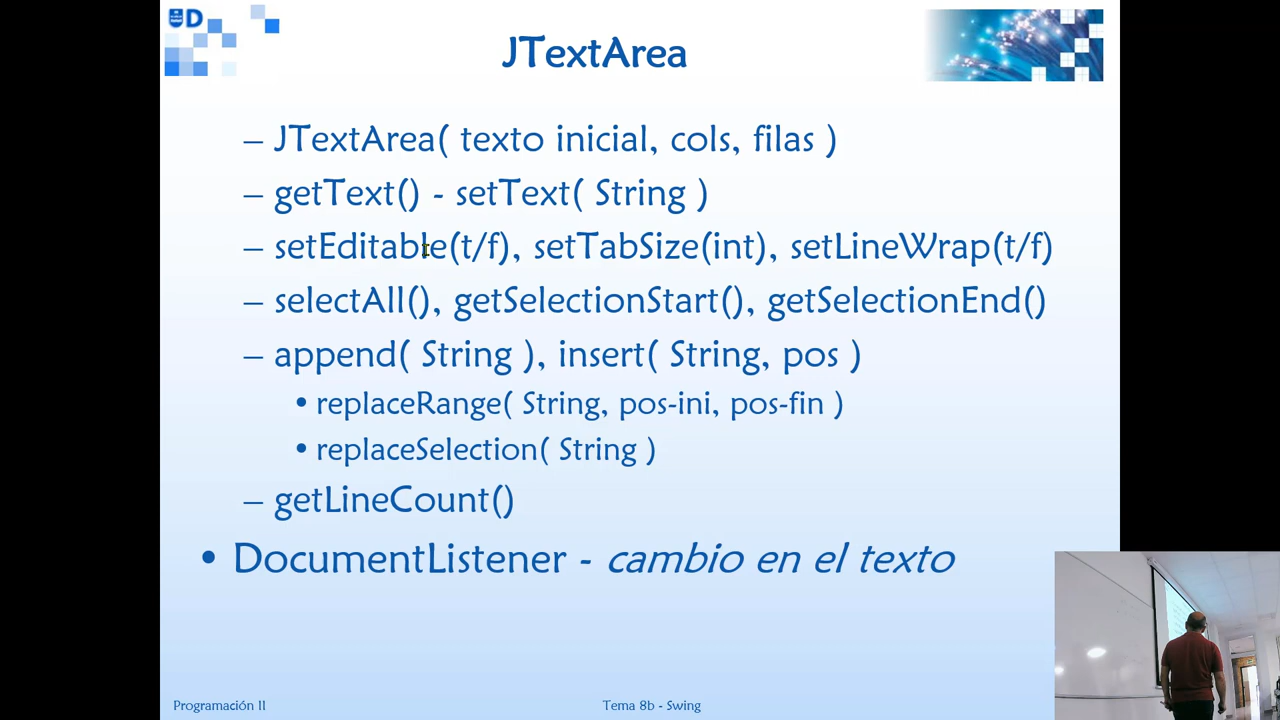 D
JTextArea
– JTextArea( texto inicial, cols, filas )
– getText() - setText( String )
– setEditable(t/f), setTabSize(int), setLineWrap(t/f)
– selectAll(), getSelectionStart(), getSelectionEnd()
– append( String ), insert( String, pos )
• replaceRange( String, pos-ini, pos-fin )
• replaceSelection( String )
– getLineCount()
• DocumentListener - cambio en el texto
Programación II
Tema 8b - Swing